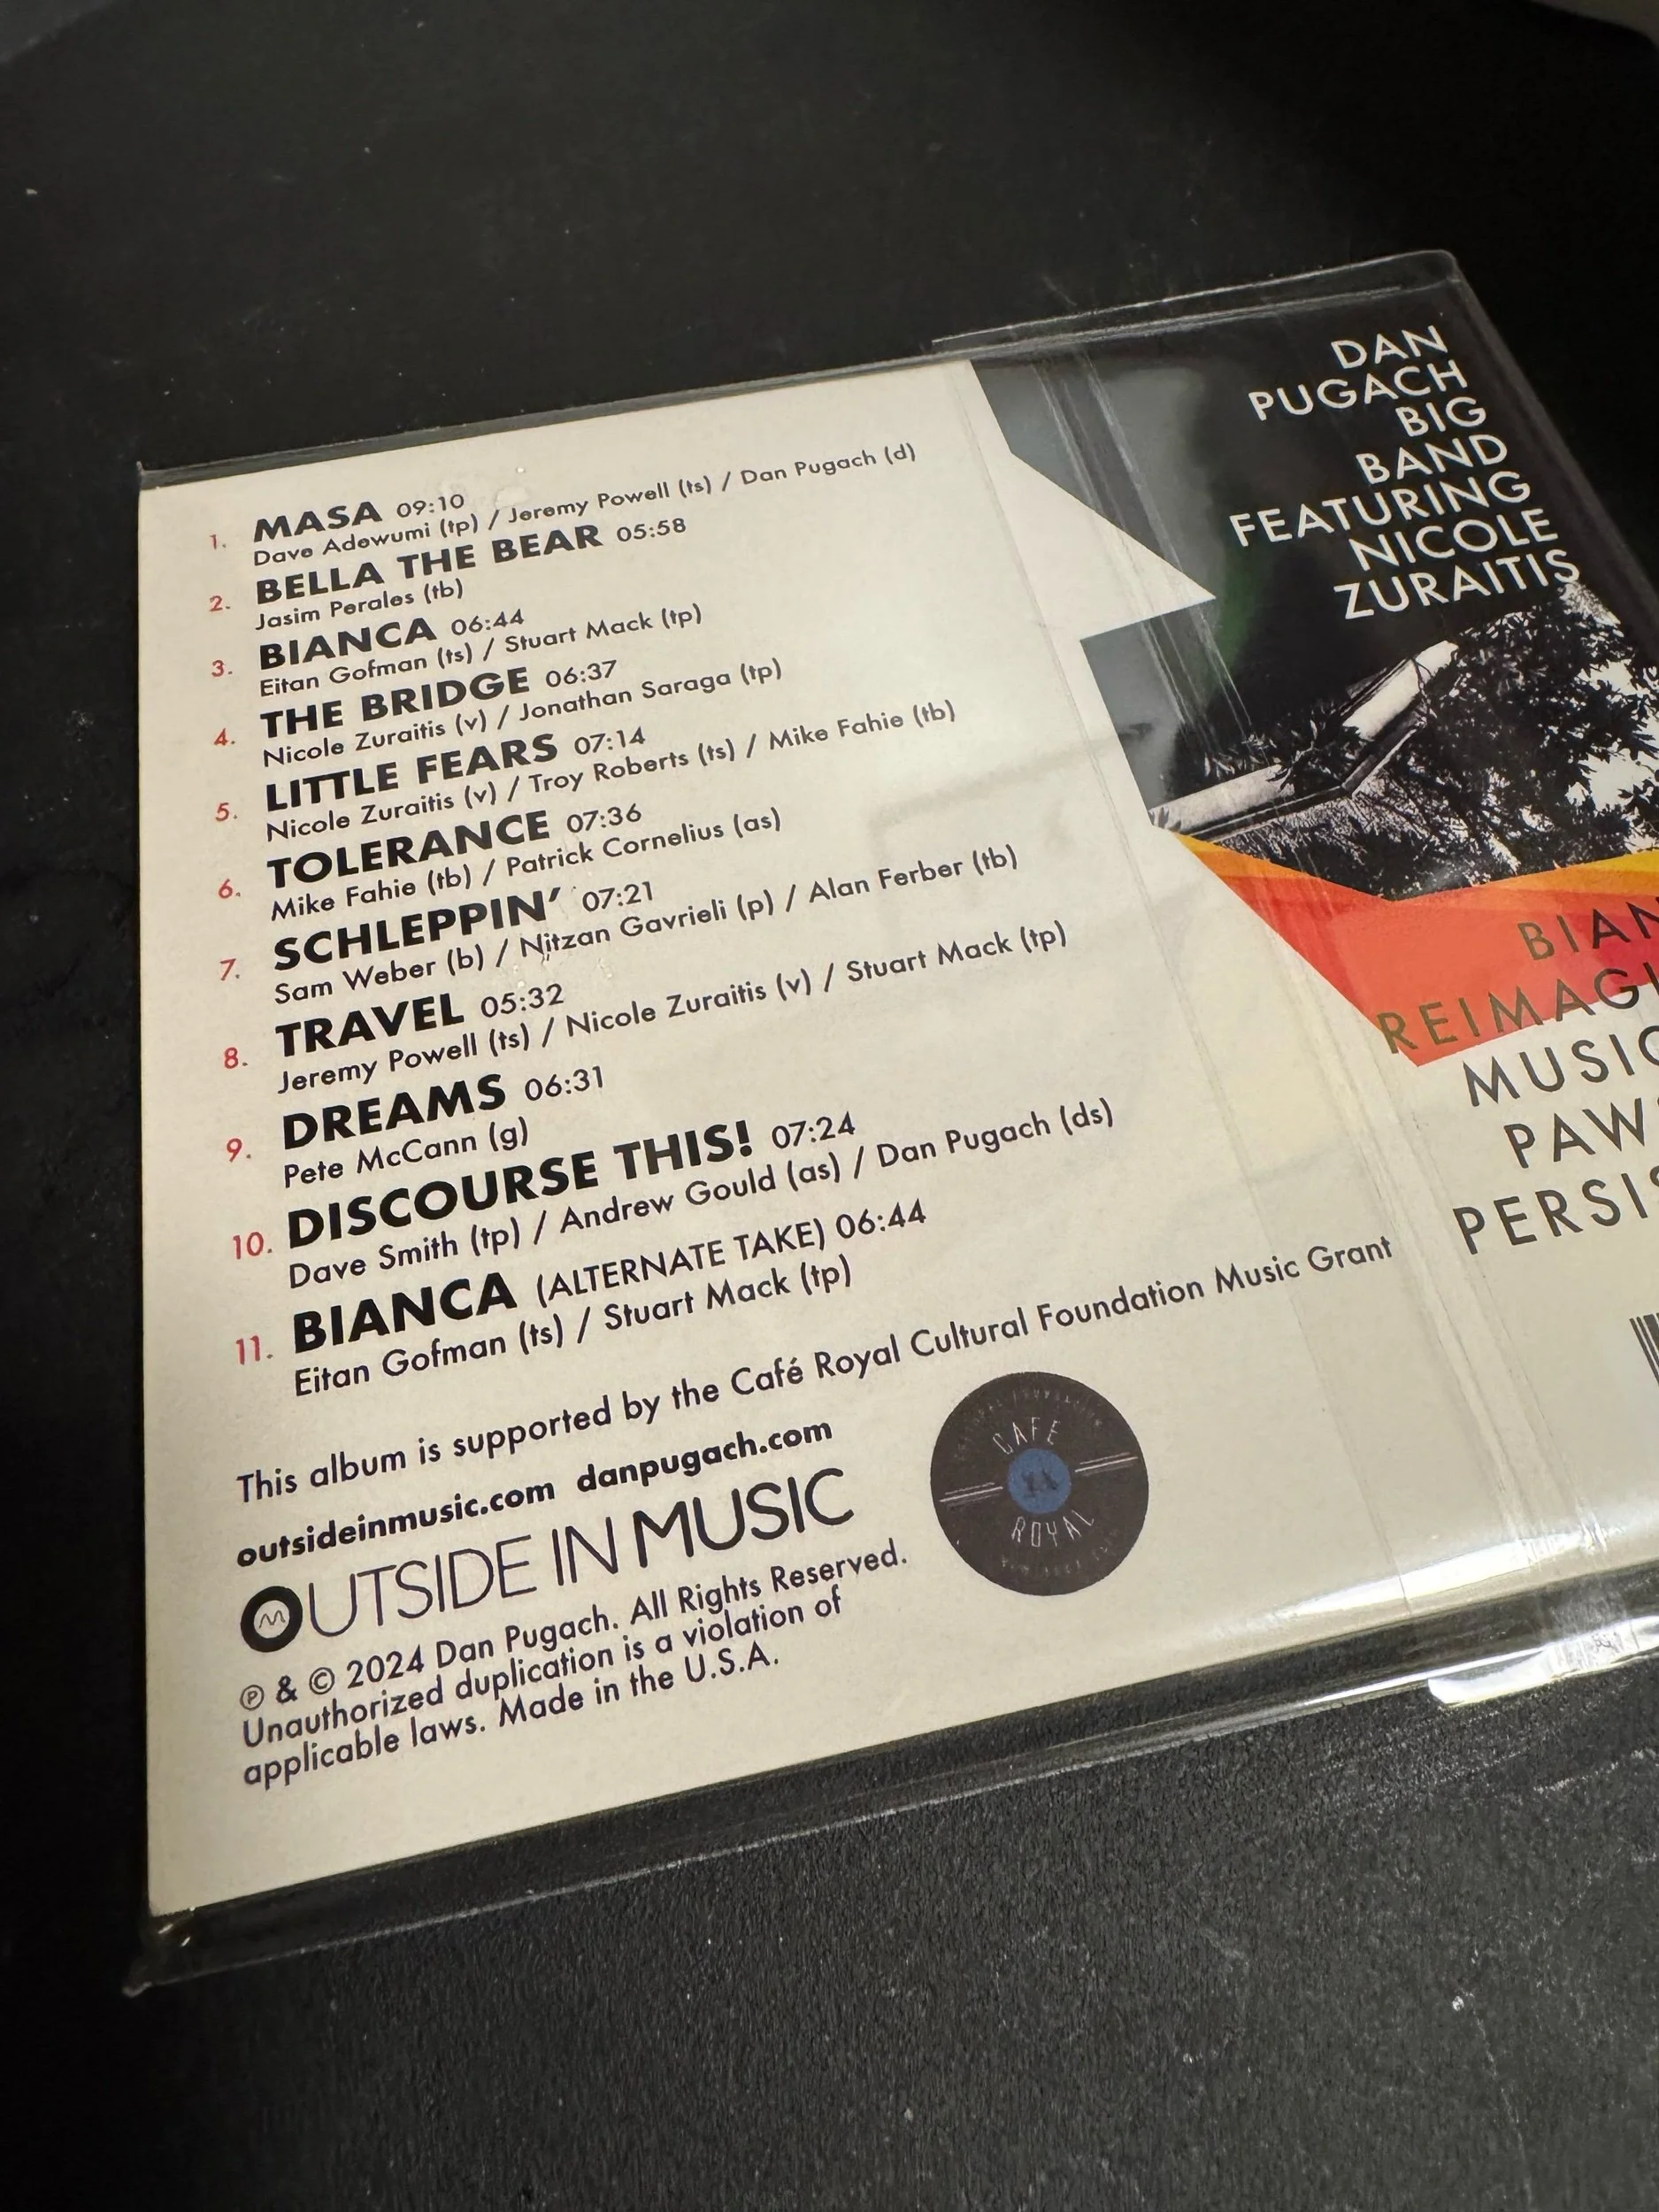 1. MASA 09:10
Dave Adewumi (tp) / Jeremy Powell (ts) / Dan Pugach (d)
2. BELLA THE BEAR 05:58
Jasim Perales (tb)
3. BIANCA 06:44
Eitan Gofman (ts) / Stuart Mack (tp)
4. THE BRIDGE 06:37
Nicole Zuraitis (v) / Jonathan Saraga (tp)
5. LITTLE FEARS 07:14
Nicole Zuraitis (v) / Troy Roberts (ts) / Mike Fahie (tb)
6. TOLERANCE 07:36
Mike Fahie (tb) / Patrick Cornelius (as)
7. SCHLEPPIN’ 07:21
Sam Weber (b) / Nitzan Gavrieli (p) / Alan Ferber (tb)
8. TRAVEL 05:32
Jeremy Powell (ts) / Nicole Zuraitis (v) / Stuart Mack (tp)
9. DREAMS 06:31
Pete McCann (g)
10. DISCOURSE THIS! 07:24
Dave Smith (tp) / Andrew Gould (as) / Dan Pugach (ds)
11. BIANCA (ALTERNATE TAKE) 06:44
Eitan Gofman (ts) / Stuart Mack (tp)
This album is supported by the Café Royal Cultural Foundation Music Grant
outsideinmusic.com danpugach.com
OUTSIDE IN MUSIC
℗ & © 2024 Dan Pugach. All Rights Reserved.
Unauthorized duplication is a violation of
applicable laws. Made in the U.S.A.
CAFE
ROYAL
DAN
PUGACH
BIG
BAND
FEATURING
NICOLE
ZURAITIS
BIAN
REIMAGI
MUSIC
PAW
PERSIS